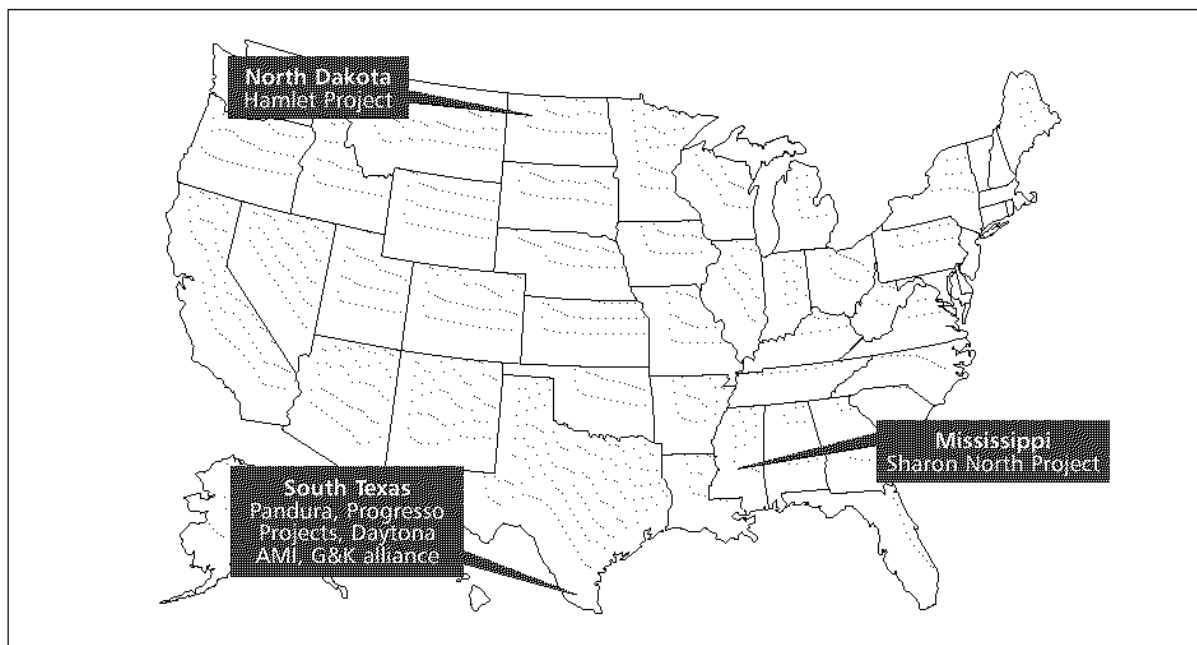 North Dakota
Hamlet Project
Mississippi
Sharon North Project
South Texas
Pandura, Progresso
Projects, Daytona
AMI, G&K alliance